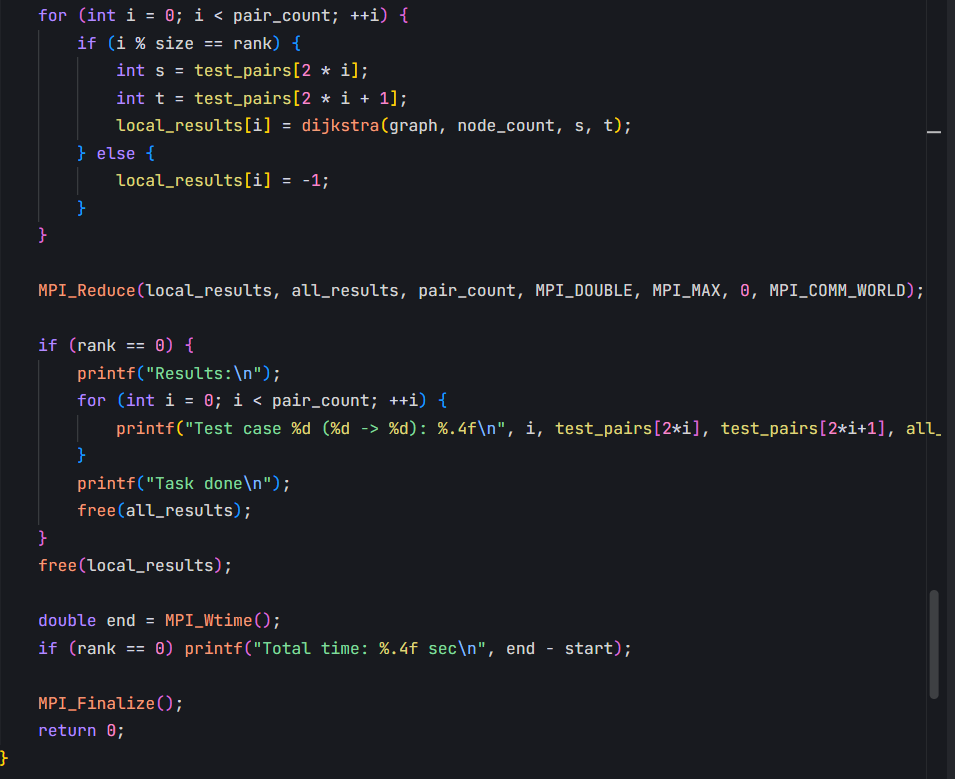 for (int i = 0; i < pair_count; ++i) {
if (i % size == rank) {
int s = test_pairs[2 * i];
int t = test_pairs[2 * i + 1];
local_results[i] = dijkstra(graph, node_count, s, t);
} else {
local_results[i] = -1;
}
}
MPI_Reduce(local_results, all_results, pair_count, MPI_DOUBLE, MPI_MAX, 0, MPI_COMM_WORLD);
if (rank == 0) {
printf("Results:\n");
for (int i = 0; i < pair_count; ++i) {
printf("Test case %d (%d -> %d): %.4f\n", i, test_pairs[2*i], test_pairs[2*i+1], all_
}
printf("Task done\n");
free(all_results);
}
free(local_results);
double end = MPI_Wtime();
if (rank == 0) printf("Total time: %.4f sec\n", end - start);
MPI_Finalize();
return 0;
}